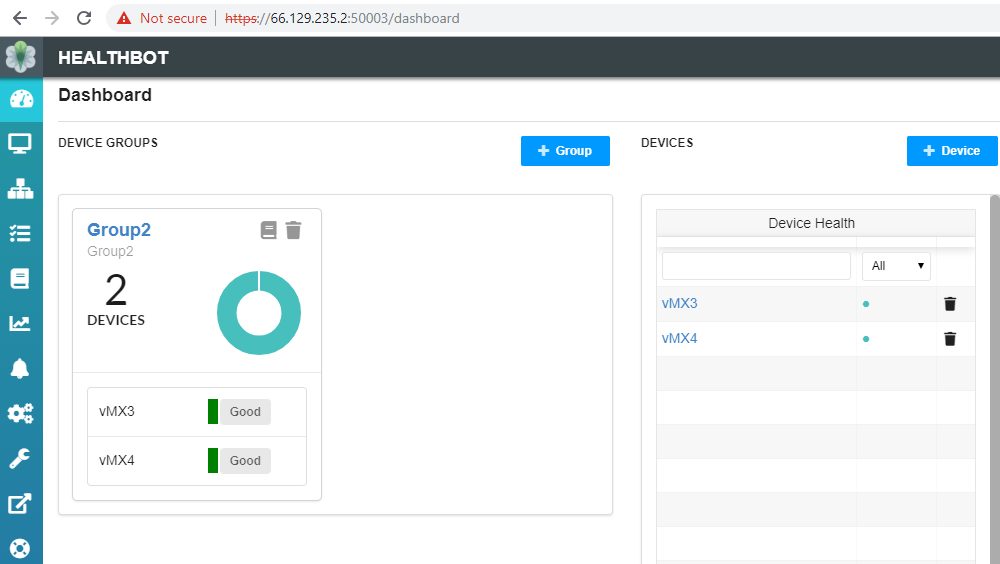 Not secure | https://66.129.235.2:50003/dashboard
HEALTHBOT
Dashboard
DEVICE GROUPS
+ Group
DEVICES
+ Device
Group2
Group2
2
DEVICES
vMX3 Good
vMX4 Good
Device Health
All
vMX3
vMX4